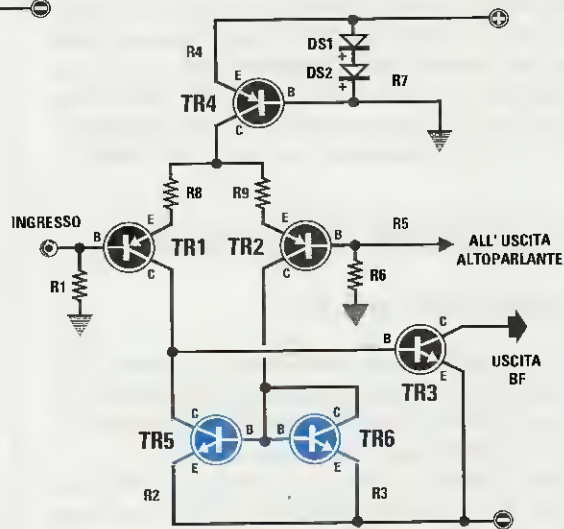 R4
DS1
+
DS2
+
R7
E
B
C
TR4
R8
R9
INGRESSO
B
E
C
TR1
TR2
E
B
C
R5
ALL' USCITA
ALTOPARLANTE
R1
R6
B
C
E
TR3
USCITA
BF
C
B
E
TR5
B
C
E
TR6
R2
R3